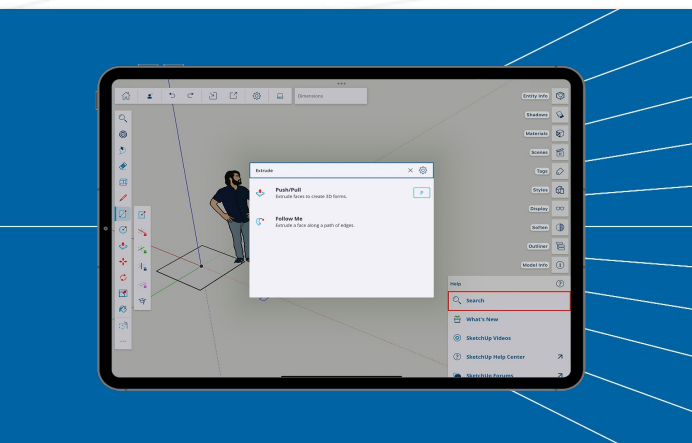 Dimensions
Entity Info
Shadows
Materials
Scenes
Tags
Styles
Display
Soften
Outliner
Model Info
Extrude
Push/Pull
Extrude faces to create 3D forms.
P
Follow Me
Extrude a face along a path of edges.
Help
Search
What's New
SketchUp Videos
SketchUp Help Center
SketchUp Forums